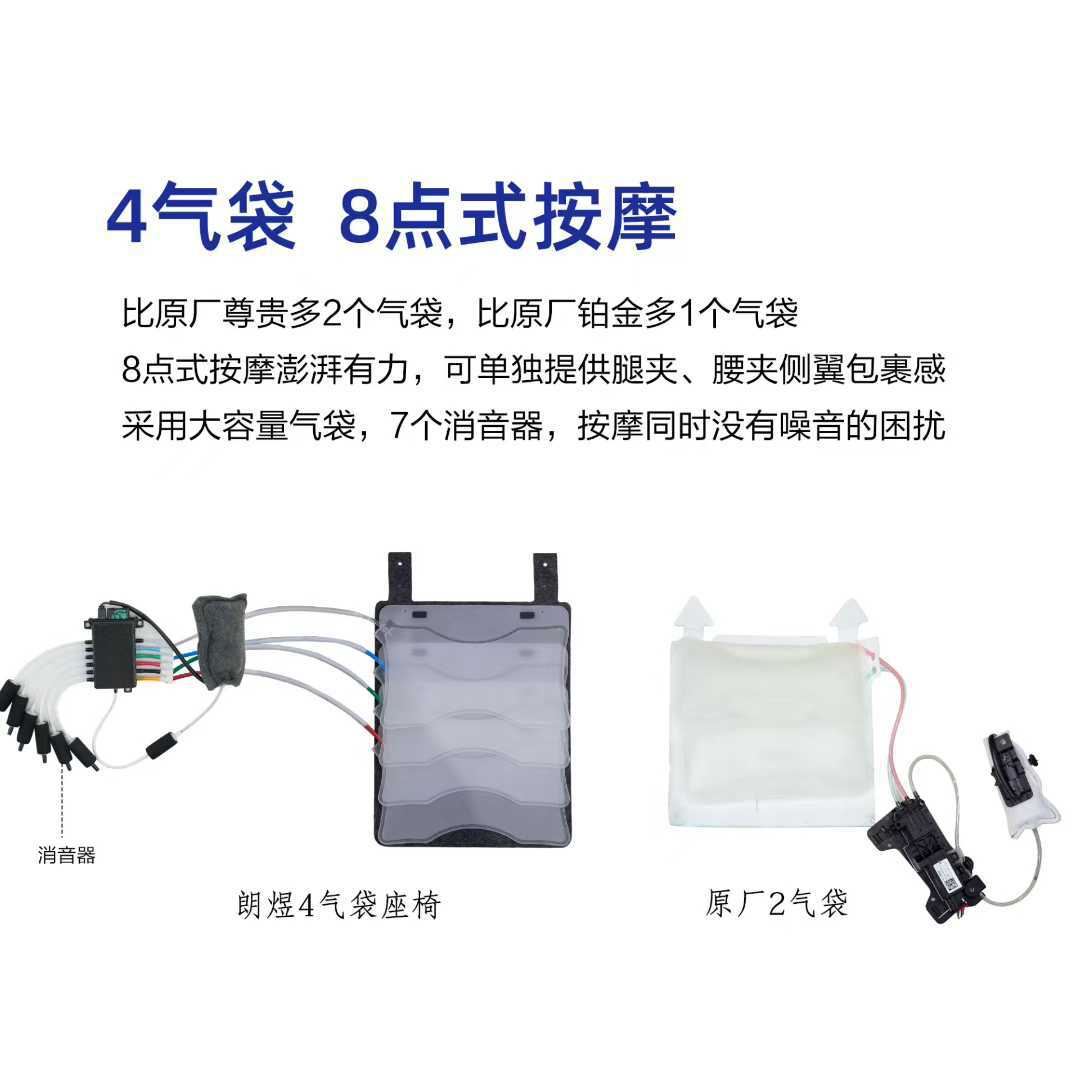 4气袋 8点式按摩
比原厂尊贵多2个气袋，比原厂铂金多1个气袋
8点式按摩澎湃有力，可单独提供腿夹、腰夹侧翼包裹感
采用大容量气袋，7个消音器，按摩同时没有噪音的困扰
消音器
朗煜4气袋座椅
原厂2气袋